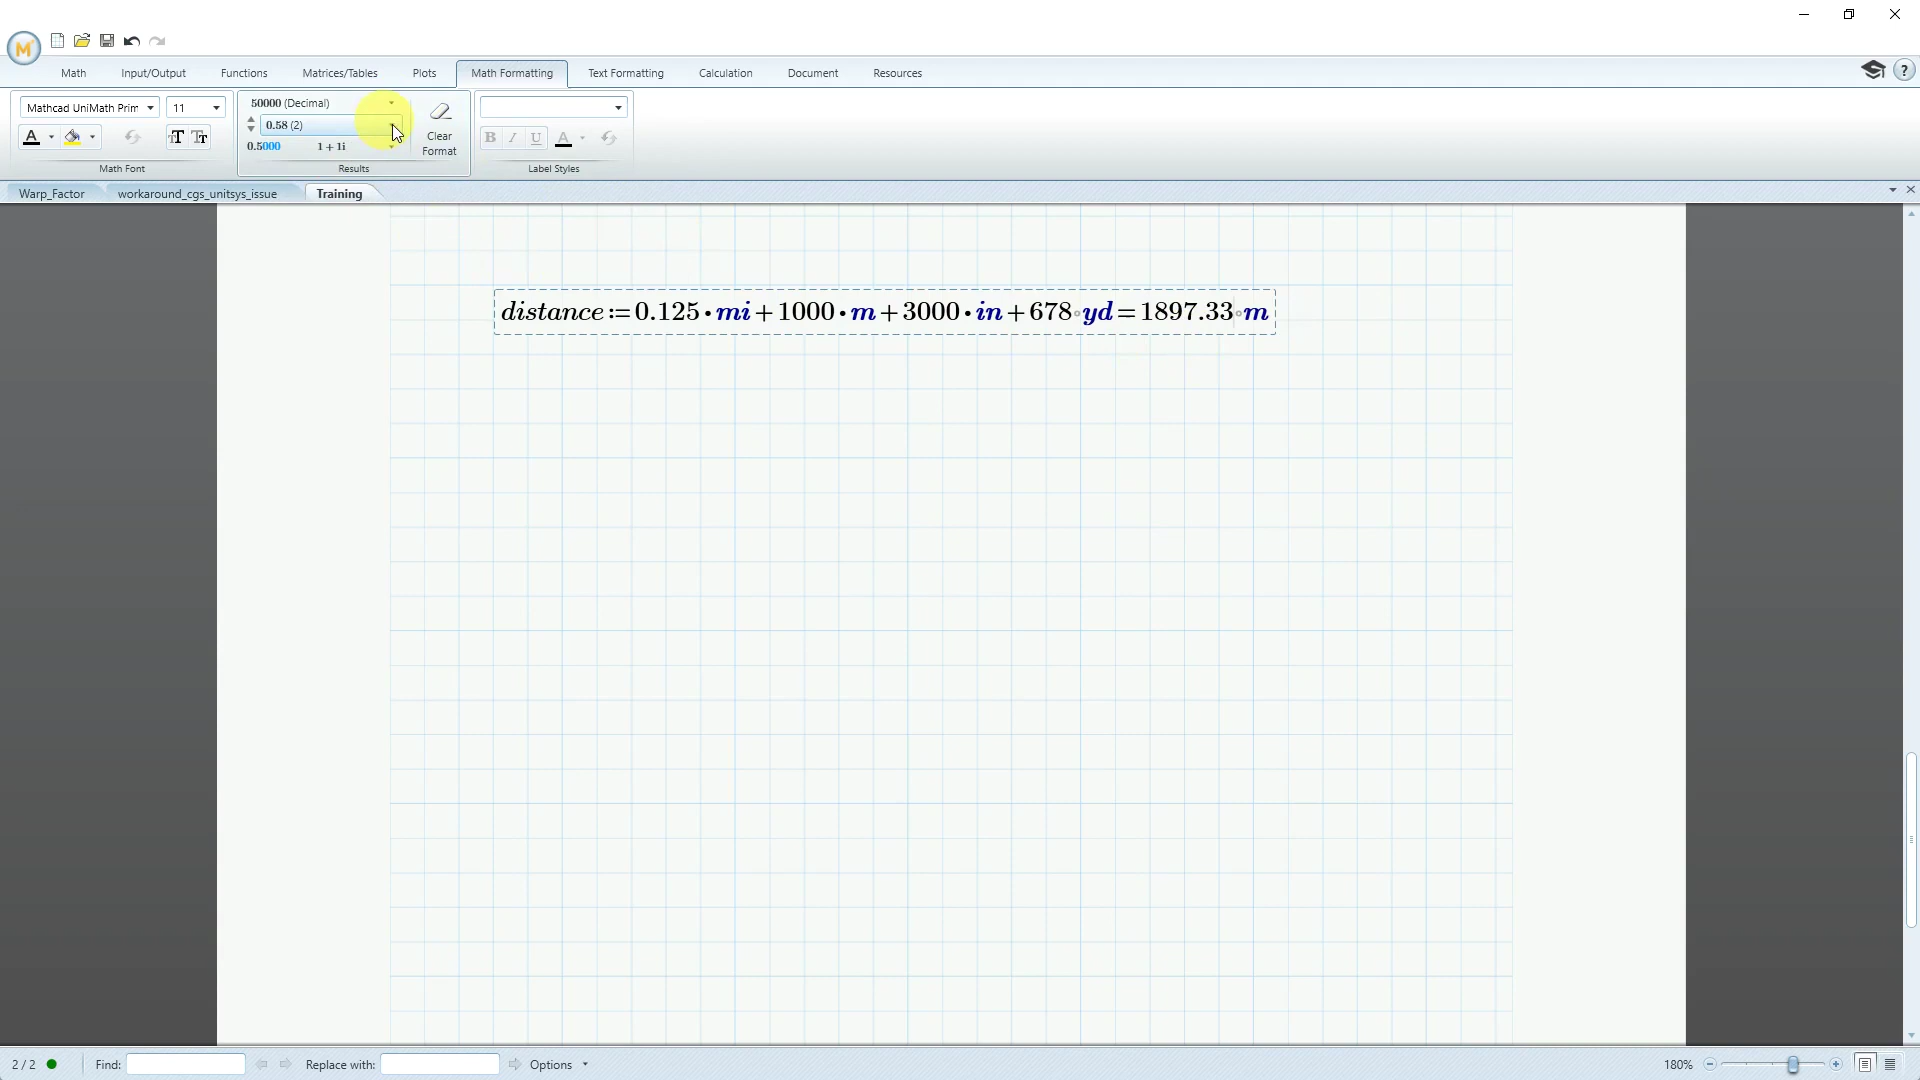 M
?
Math Input/Output Functions Matrices/Tables Plots Math Formatting Text Formatting Calculation Document Resources
Mathcad UniMath Prim 11
50000 (Decimal)
0.58 (2)
0.5000 1 + 1i
Clear
Format
B I U A
A T T
Math Font Results Label Styles
Warp_Factor workaround_cgs_unitsys_issue Training
distance:=0.125·mi+1000·m+3000·in+678·yd=1897.33·m
2 / 2 Find: Replace with: Options 180%